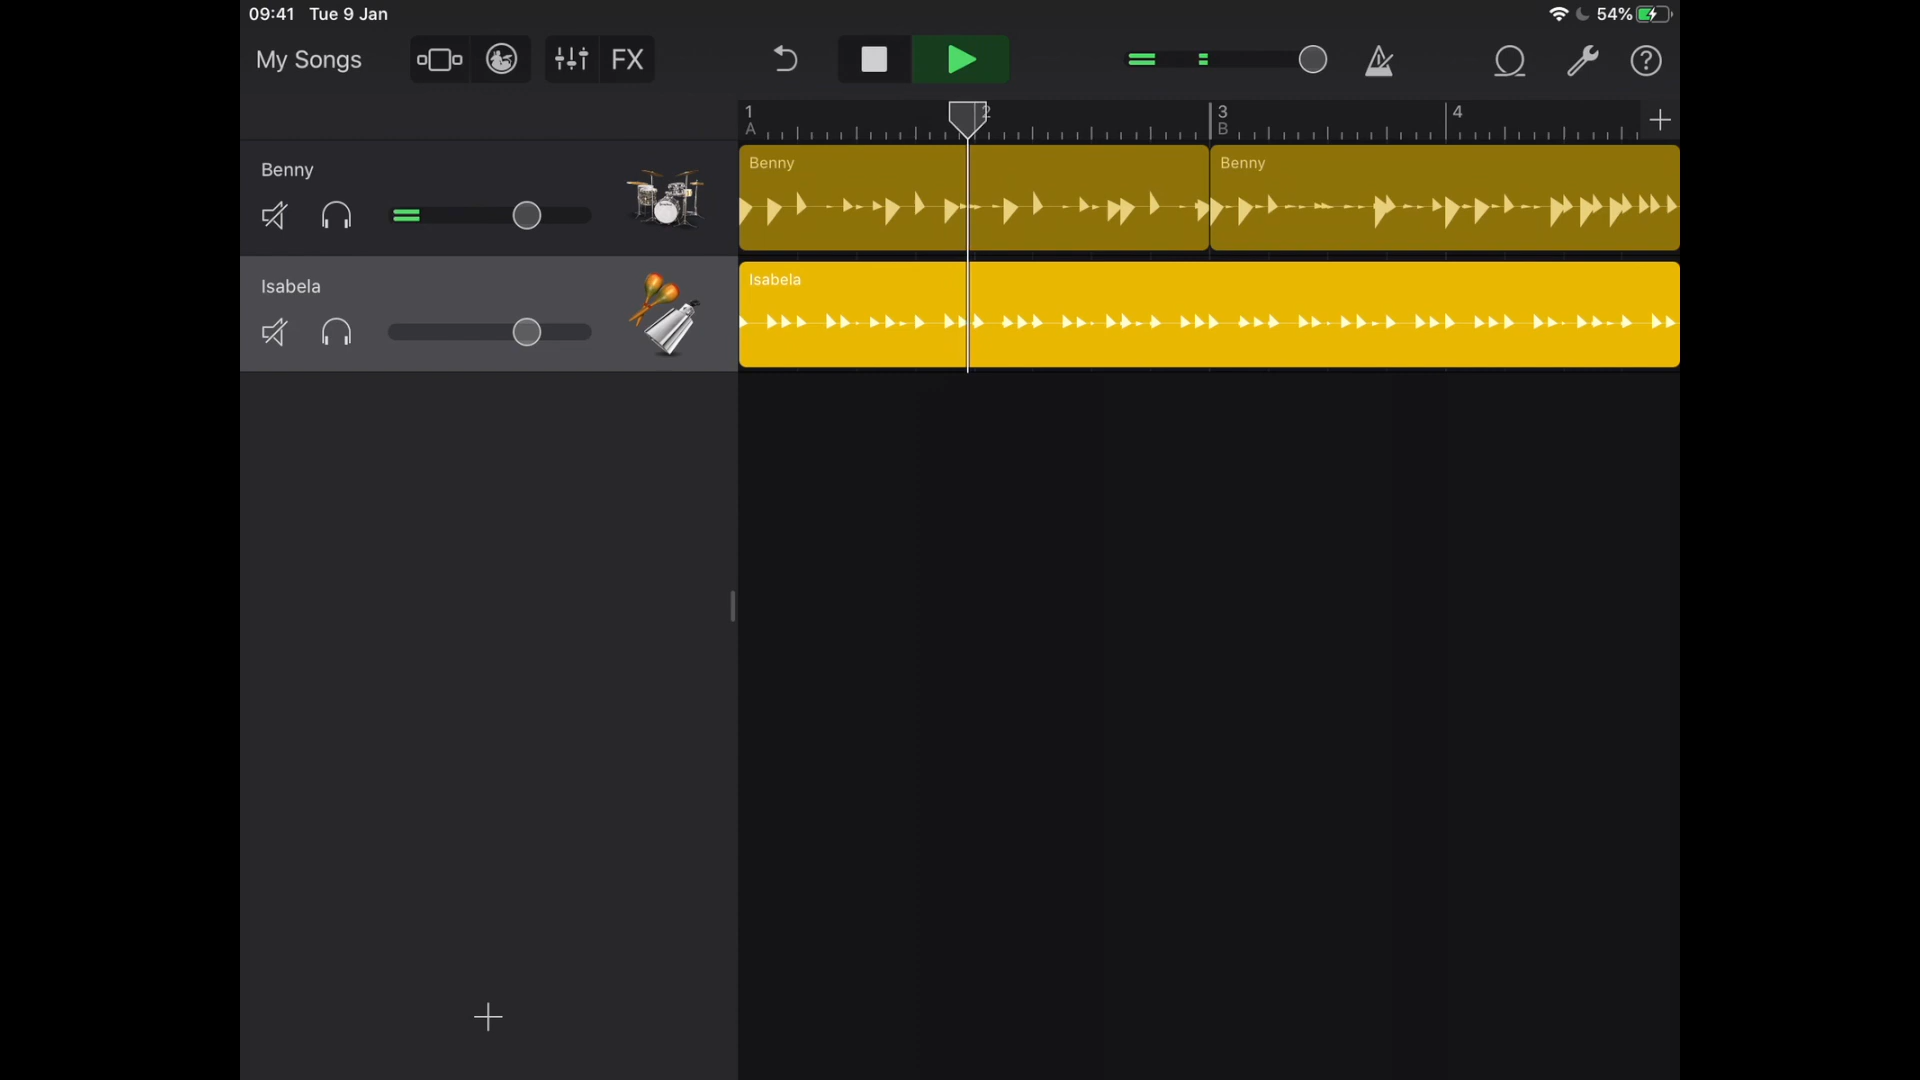 09:41 Tue 9 Jan 54%
My Songs FX
1 2 3 4
A B
Benny Benny Benny
Isabela Isabela